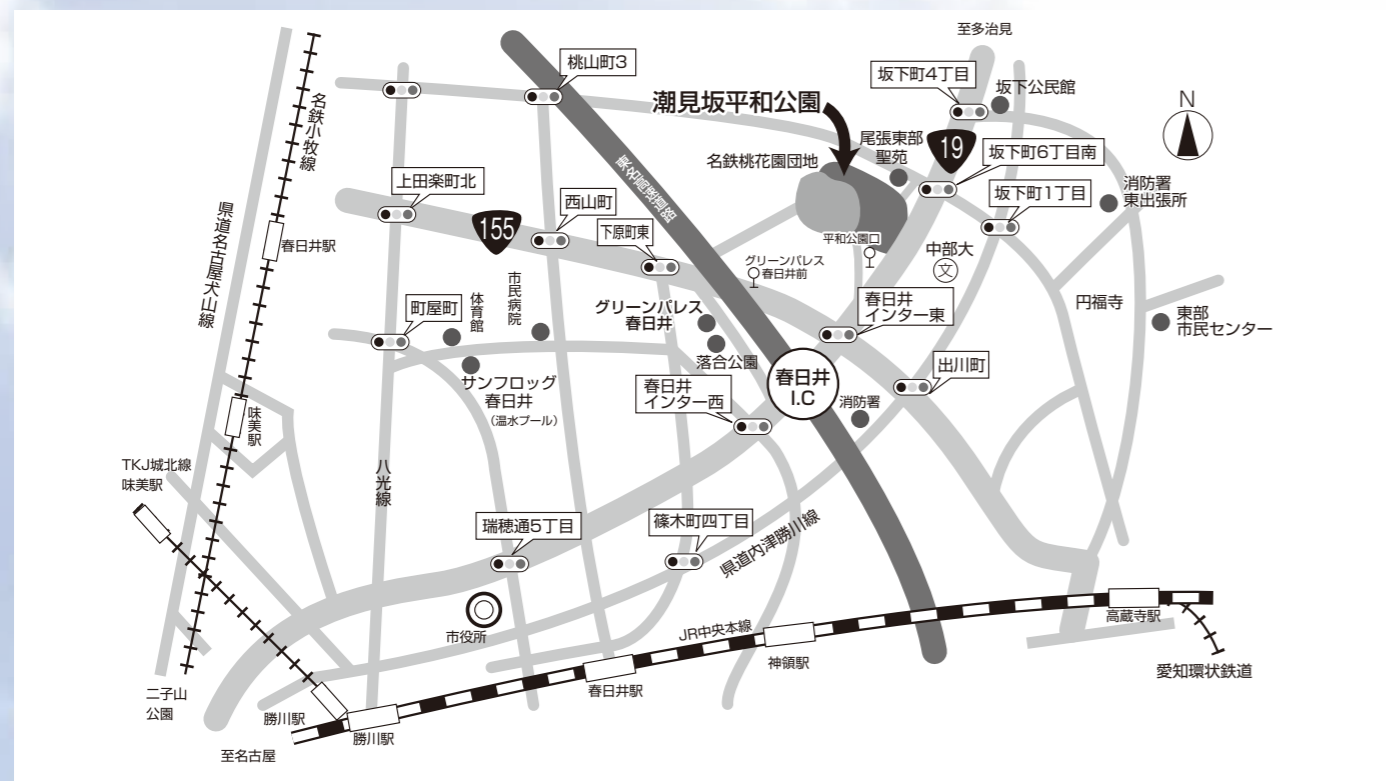 至多治見
桃山町3
坂下町4丁目
坂下公民館
潮見坂平和公園
N
名鉄小牧線
尾張東部
聖苑
19
坂下町6丁目南
名鉄桃花園団地
東名高速道路
上田楽町北
西山町
坂下町1丁目
消防署
東出張所
県道名古屋犬山線
155
下原町東
平和公園口
中部大
文
春日井駅
グリーンパレス
春日井前
市民病院
体育館
町屋町
グリーンパレス
春日井
春日井
インター東
円福寺
東部
市民センター
落合公園
出川町
春日井
I.C
サンフロッグ
春日井
(温水プール)
春日井
インター西
消防署
味美駅
TKJ城北線
味美駅
八光線
瑞穂通5丁目
篠木町四丁目
県道内津勝川線
市役所
JR中央本線
高蔵寺駅
神領駅
春日井駅
愛知環状鉄道
二子山
公園
勝川駅
勝川駅
至名古屋